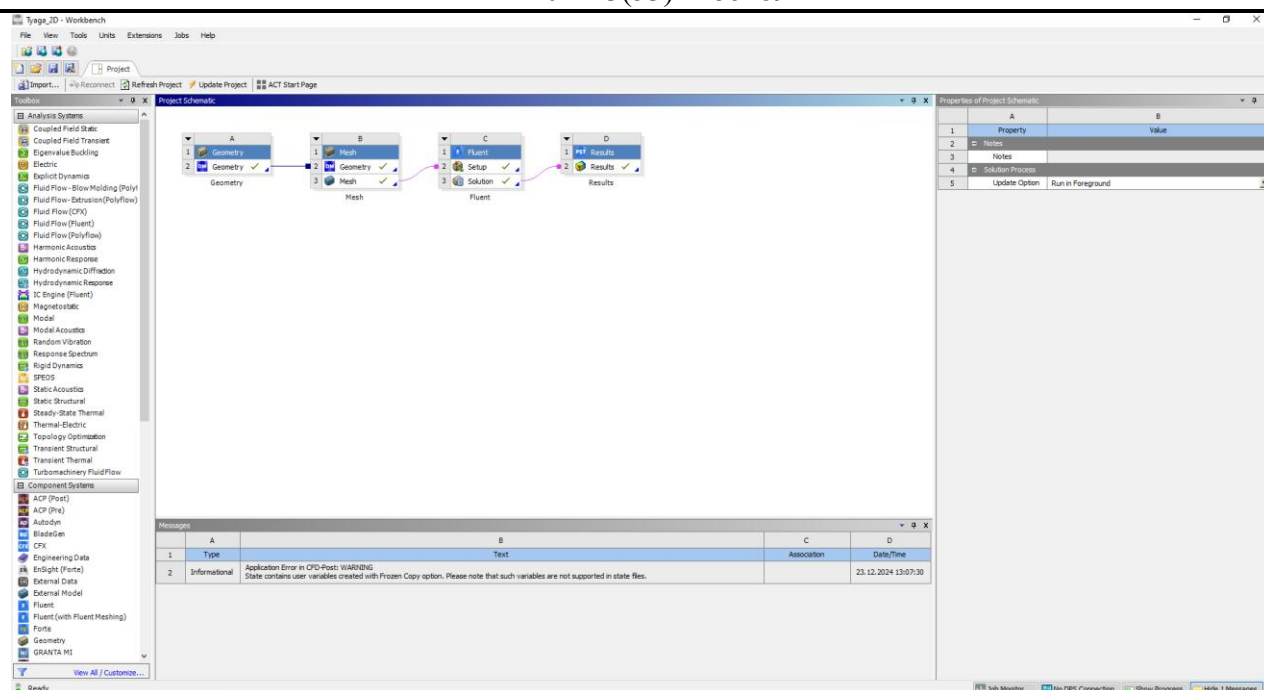 Tyaga_2D - Workbench
File View Tools Units Extensions Jobs Help
Project
Import... Reconnect Refresh Project Update Project ACT Start Page
Toolbox
Analysis Systems
Coupled Field Static
Coupled Field Transient
Eigenvalue Buckling
Electric
Explicit Dynamics
Fluid Flow - Blow Molding (Polyf
Fluid Flow - Extrusion (Polyflow)
Fluid Flow (CFX)
Fluid Flow (Fluent)
Fluid Flow (Polyflow)
Harmonic Acoustics
Harmonic Response
Hydrodynamic Diffraction
Hydrodynamic Response
IC Engine (Fluent)
Magnetostatic
Modal
Modal Acoustics
Random Vibration
Response Spectrum
Rigid Dynamics
SPEOS
Static Acoustics
Static Structural
Steady-State Thermal
Thermal-Electric
Topology Optimization
Transient Structural
Transient Thermal
Turbomachinery Fluid Flow
Component Systems
ACP (Post)
ACP (Pre)
Autodyn
BladeGen
CFX
Engineering Data
EnSight (Forte)
External Data
External Model
Fluent
Fluent (with Fluent Meshing)
Forte
Geometry
GRANTA MI
View All / Customize...
Project Schematic
A
1 Geometry
2 DM Geometry
Geometry
B
1 Mesh
2 DM Geometry
3 Mesh
Mesh
C
1 Fluent
2 Setup
3 Solution
Fluent
D
1 PST Results
2 Results
Results
Messages
A B C D
1 Type Text Association Date/Time
2 Informational Application Error in CFD-Post: WARNING
State contains user variables created with Frozen Copy option. Please note that such variables are not supported in state files.
23.12.2024 13:07:30
Properties of Project Schematic
A B
1 Property Value
2 Notes
3 Notes
4 Solution Process
5 Update Option Run in Foreground
Ready
Job Monitor No DPS Connection Show Progress Hide 1 Messages